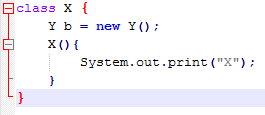 class X {
Y b = new Y();
X(){
System.out.print("X");
}
}